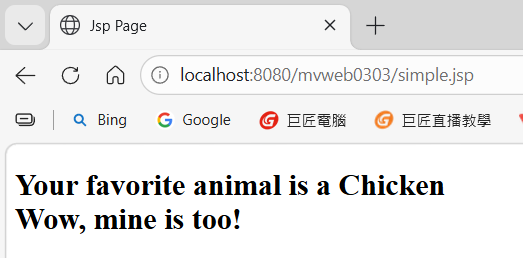 Jsp Page
localhost:8080/mvweb0303/simple.jsp
Bing Google 巨匠電腦 巨匠直播教學
Your favorite animal is a Chicken
Wow, mine is too!